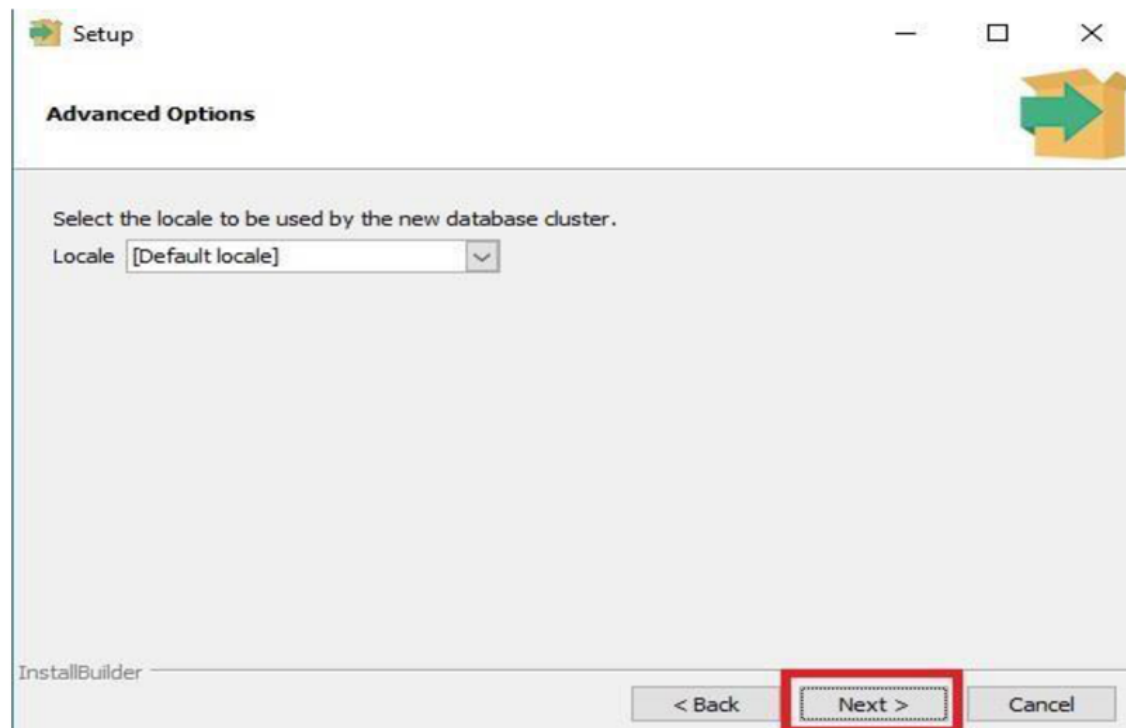 Setup
Advanced Options
Select the locale to be used by the new database cluster.
Locale [Default locale]
InstallBuilder
< Back Next > Cancel